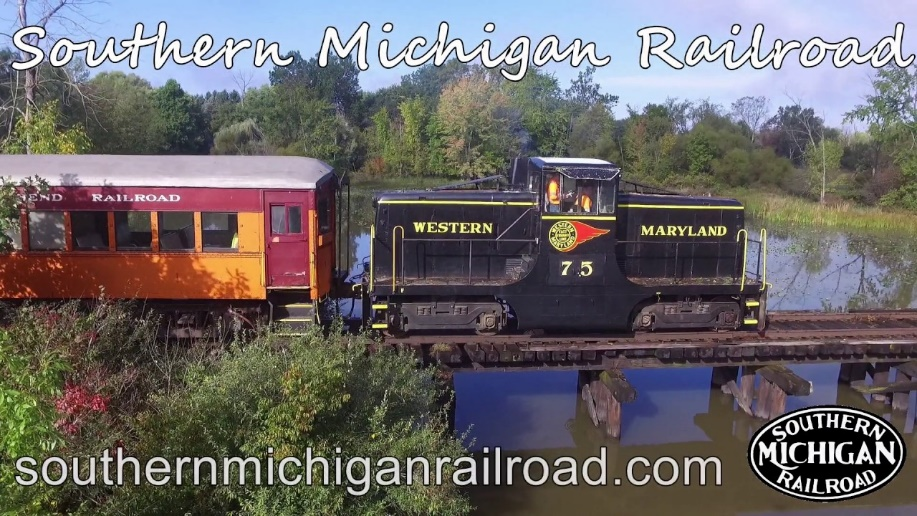 Southern Michigan Railroad
END RAILROAD
WESTERN
MARYLAND
75
southernmichiganrailroad.com
SOUTHERN
MICHIGAN
RAILROAD